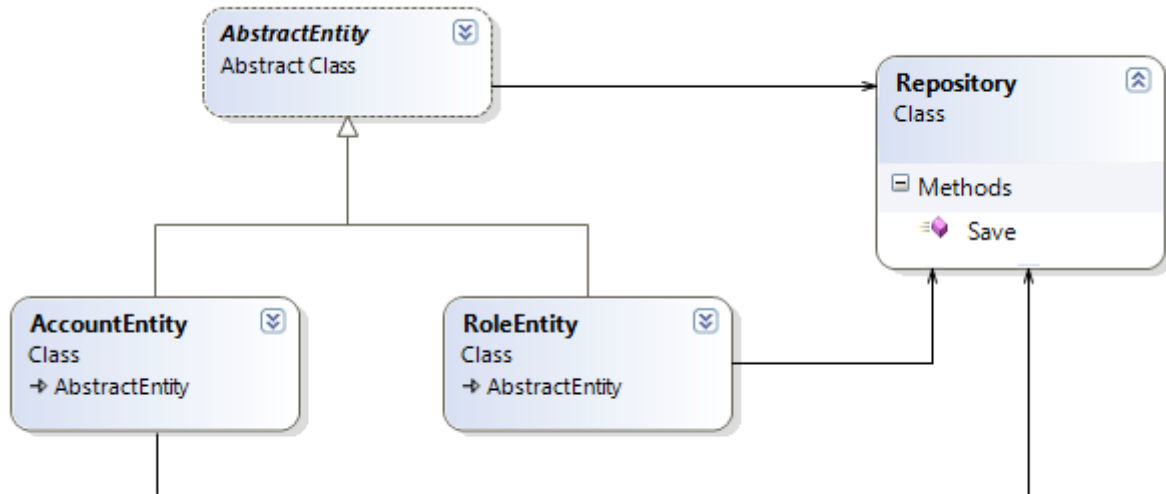 AbstractEntity
Abstract Class
Repository
Class
Methods
Save
AccountEntity
Class
AbstractEntity
RoleEntity
Class
AbstractEntity